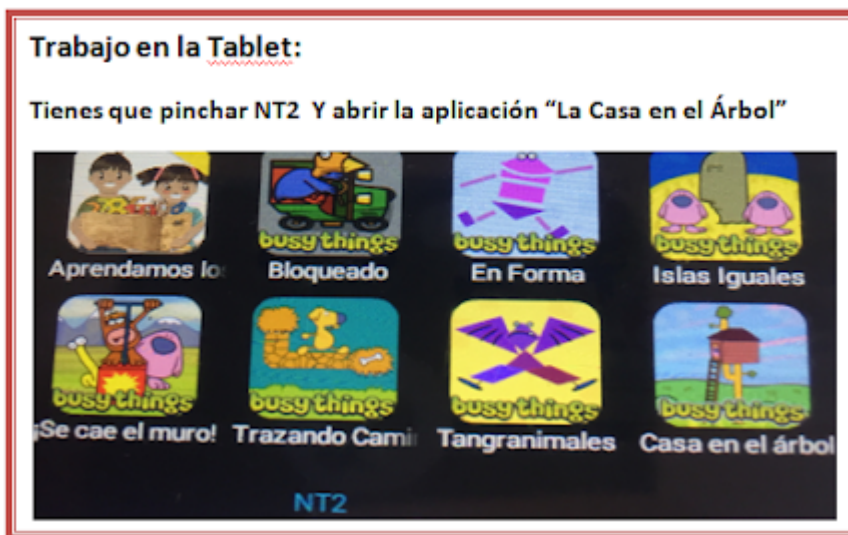 Trabajo en la Tablet:
Tienes que pinchar NT2 Y abrir la aplicación “La Casa en el Árbol”
busy things busy things busy things
Aprendamos lo Bloqueado En Forma Islas Iguales
busy things busy things busy things busy things
¡Se cae el muro! Trazando Cami Tangranimales Casa en el árbol
NT2